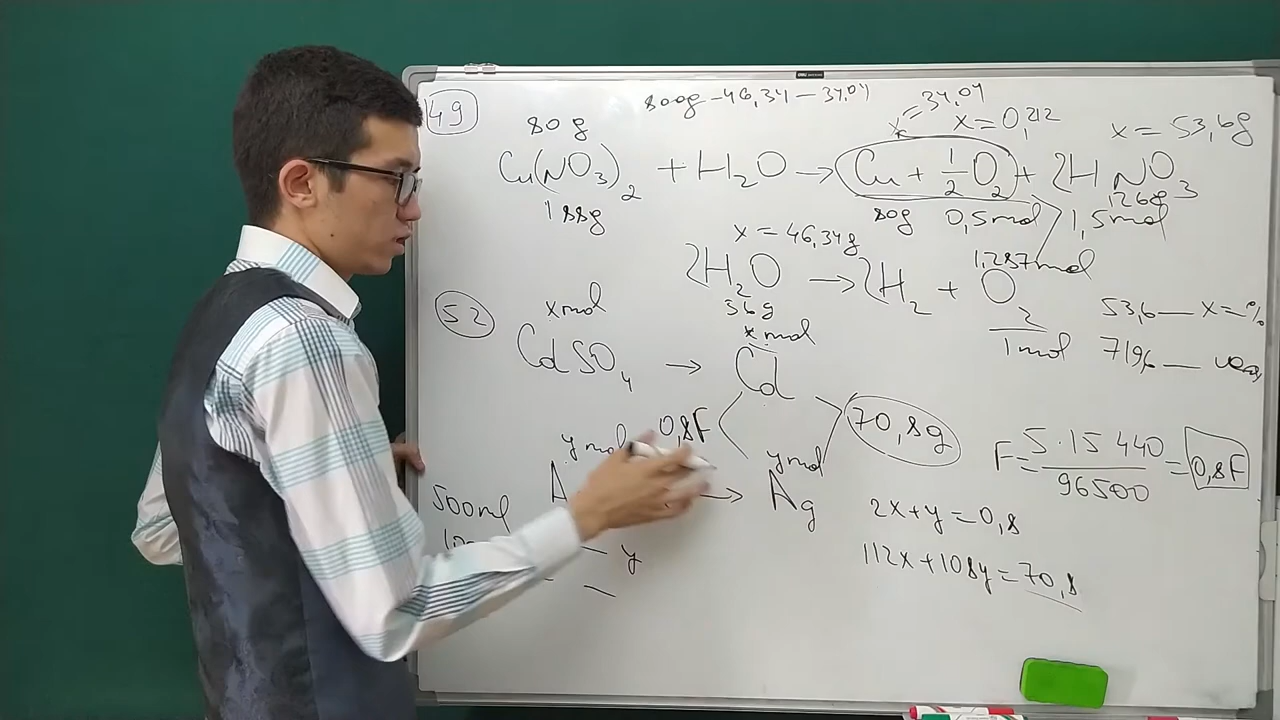 49
800g - 46,34 - 34,04
80g
x = 34,04
x = 0,212
x = 53,6g
Cu(NO3)2 + H2O → Cu + 1/2 O2 + 2HNO3
188g
80g 0,5mol
126g
1,5mol
x = 46,34g
1,287mol
2H2O → 2H2 + O2
36g
1mol
53,6 — x = %
719,6 —
52
xmol
xmol
CdSO4 → Cd
0,8F
70,8g
ymol
ymol
A → Ag
500ml
— y
F = 5·15440/96500 = 0,8F
2x + y = 0,8
112x + 108y = 70,8